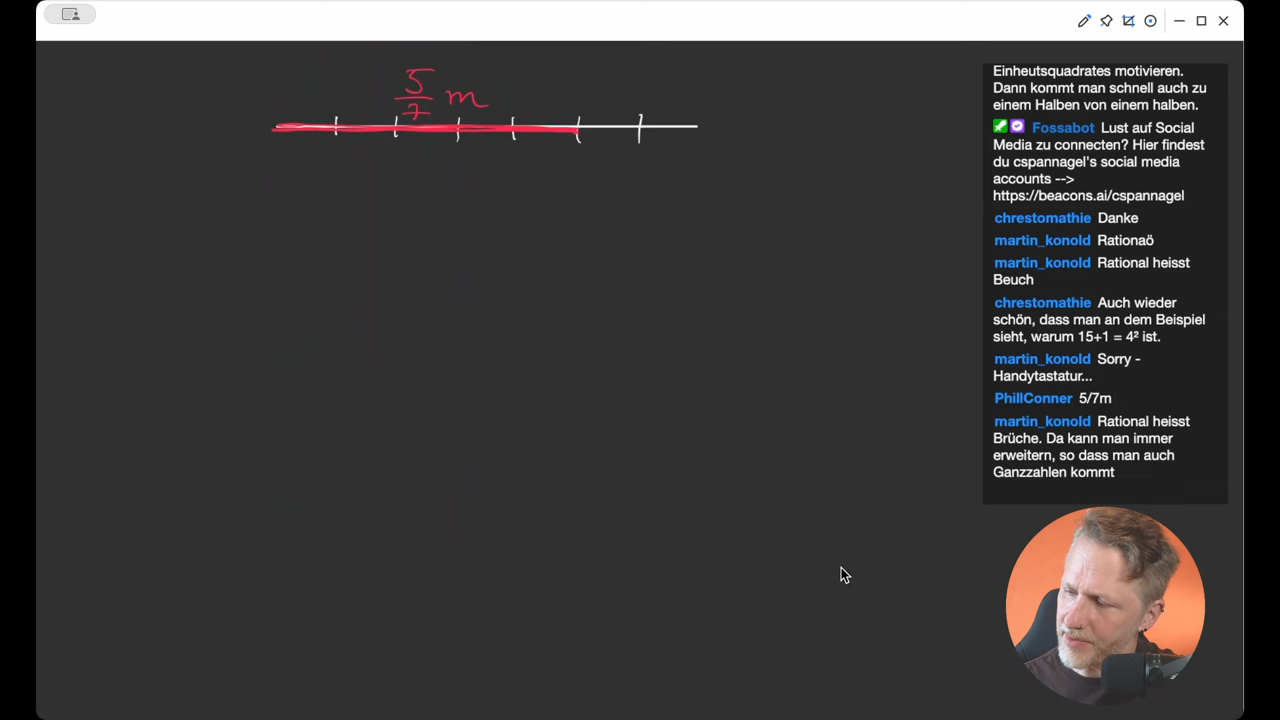 5/7 m
Einheutsquadrates motivieren.
Dann kommt man schnell auch zu
einem Halben von einem halben.
Fossabot Lust auf Social
Media zu connecten? Hier findest
du cspannagel's social media
accounts -->
https://beacons.ai/cspannagel
chrestomathie Danke
martin_konold Rationaö
martin_konold Rational heisst
Beuch
chrestomathie Auch wieder
schön, dass man an dem Beispiel
sieht, warum 15+1 = 4² ist.
martin_konold Sorry -
Handytastatur...
PhillConner 5/7m
martin_konold Rational heisst
Brüche. Da kann man immer
erweitern, so dass man auch
Ganzzahlen kommt